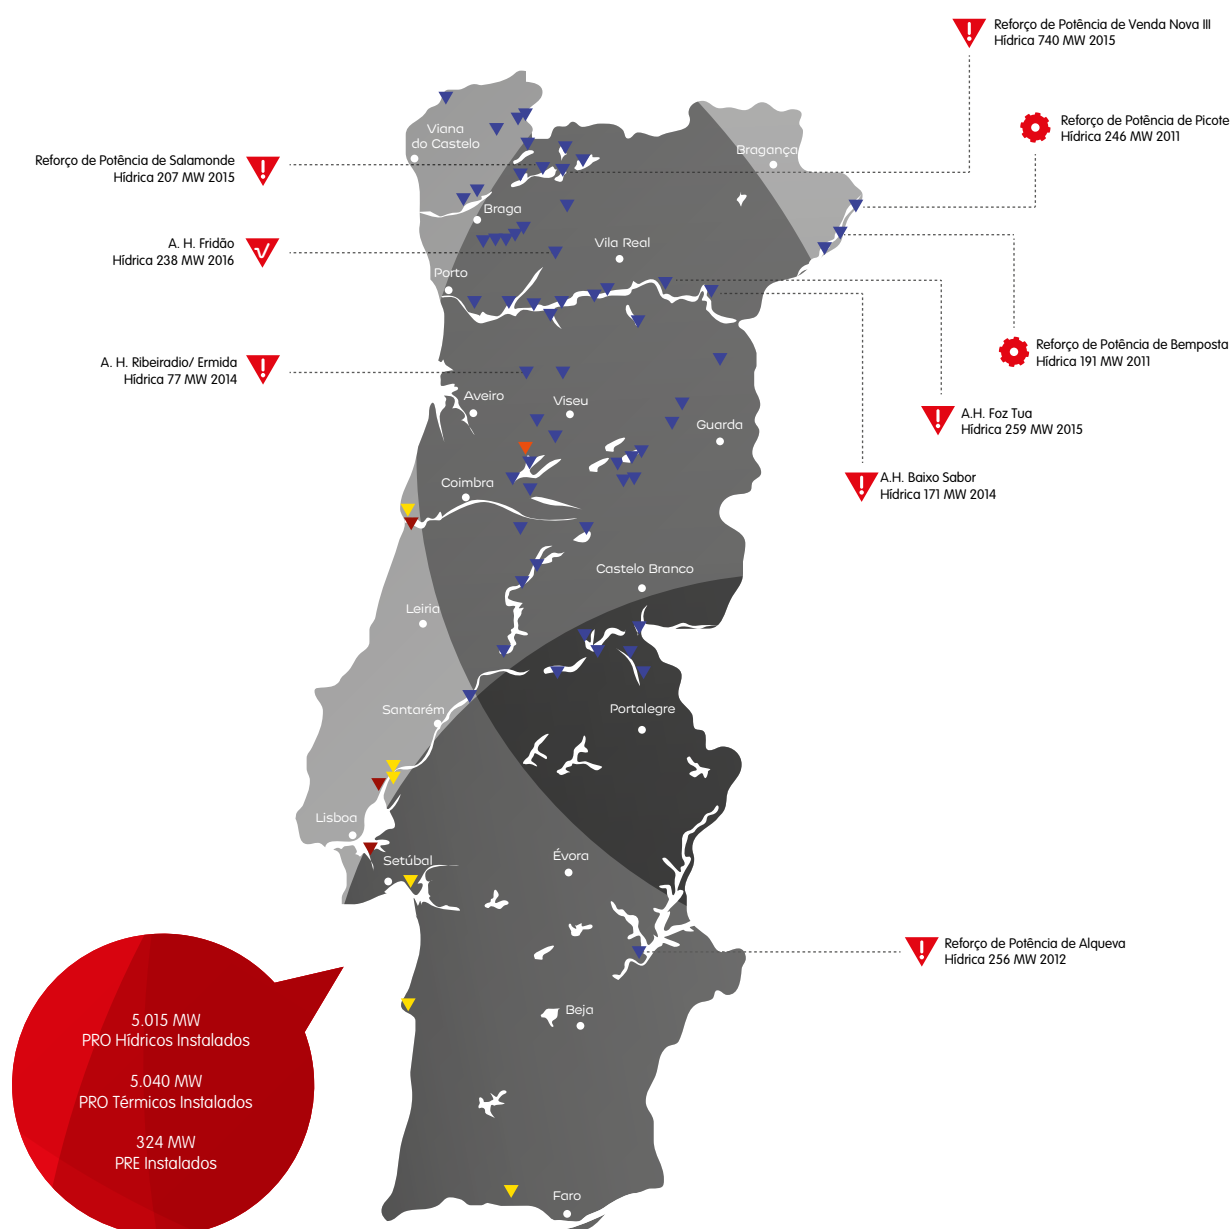 Reforço de Potência de Venda Nova III
Hídrica 740 MW 2015
Reforço de Potência de Picote
Hídrica 246 MW 2011
Viana
do Castelo
Bragança
Reforço de Potência de Salamonde
Hídrica 207 MW 2015
Braga
A. H. Fridão
Hídrica 238 MW 2016
Vila Real
Porto
Reforço de Potência de Bemposta
Hídrica 191 MW 2011
A. H. Ribeiradio/ Ermida
Hídrica 77 MW 2014
Aveiro
Viseu
Guarda
A.H. Foz Tua
Hídrica 259 MW 2015
Coimbra
A.H. Baixo Sabor
Hídrica 171 MW 2014
Castelo Branco
Leiria
Santarém
Portalegre
Lisboa
Setúbal
Évora
Reforço de Potência de Alqueva
Hídrica 256 MW 2012
Beja
5.015 MW
PRO Hídricos Instalados
5.040 MW
PRO Térmicos Instalados
324 MW
PRE Instalados
Faro